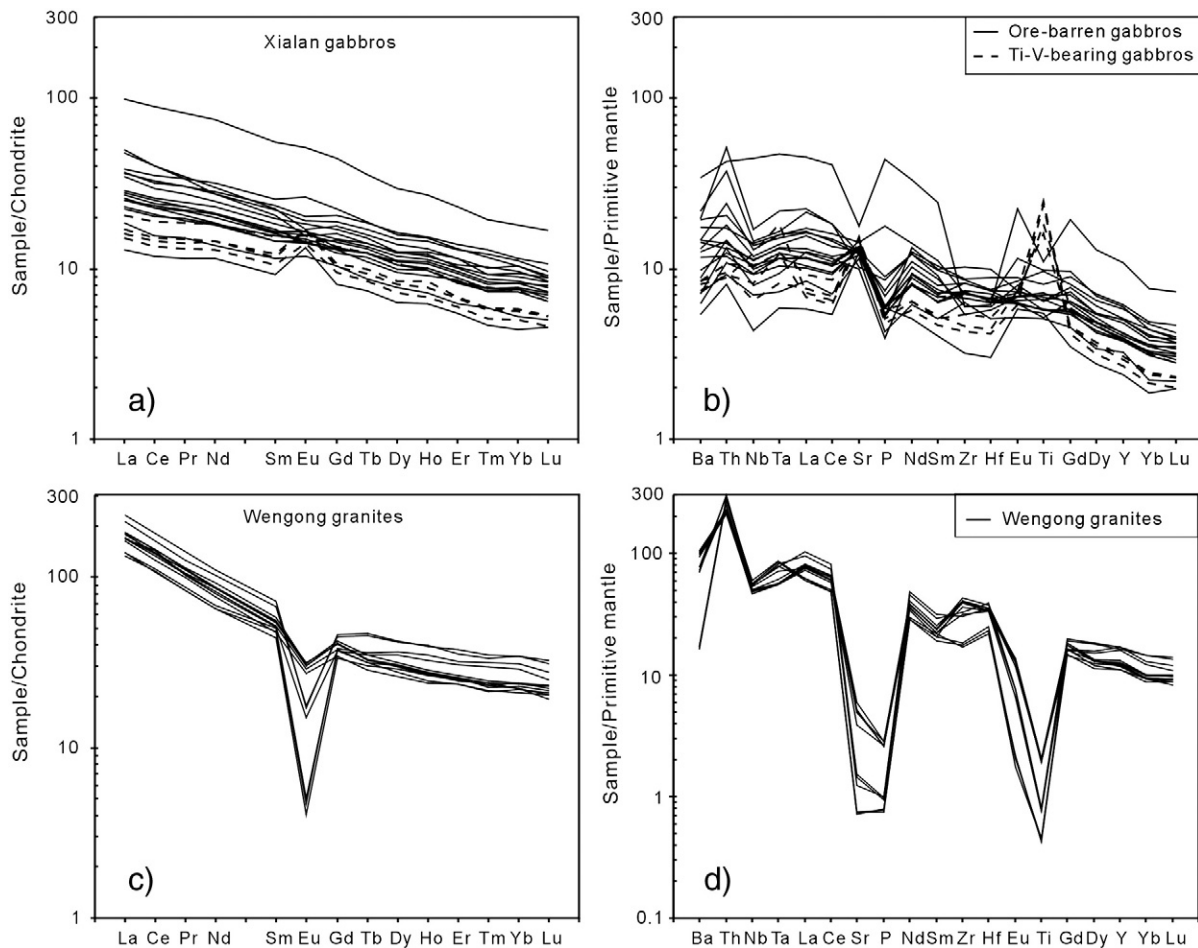 300
100
10
1
Sample/Chondrite
Xialan gabbros
a)
La Ce Pr Nd Sm Eu Gd Tb Dy Ho Er Tm Yb Lu
300
100
10
1
Sample/Primitive mantle
Ore-barren gabbros
Ti-V-bearing gabbros
b)
Ba Th Nb Ta La Ce Sr P Nd Sm Zr Hf Eu Ti Gd Dy Y Yb Lu
300
100
10
1
Sample/Chondrite
Wengong granites
c)
La Ce Pr Nd Sm Eu Gd Tb Dy Ho Er Tm Yb Lu
300
100
10
1
0.1
Sample/Primitive mantle
Wengong granites
d)
Ba Th Nb Ta La Ce Sr P Nd Sm Zr Hf Eu Ti Gd Dy Y Yb Lu